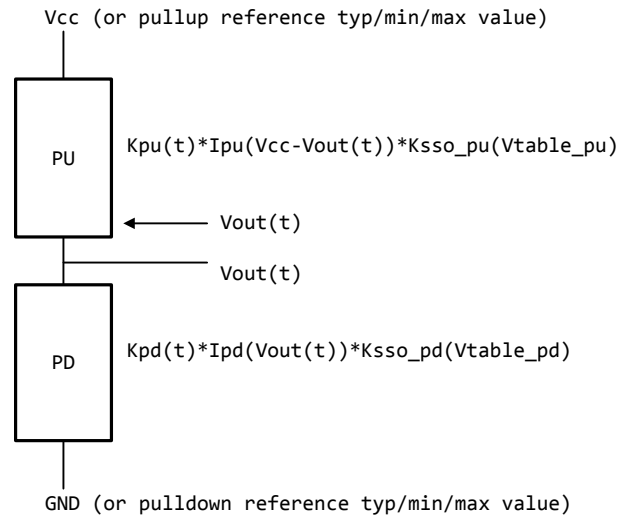 Vcc (or pullup reference typ/min/max value)
PU
Kpu(t)*Ipu(Vcc-Vout(t))*Ksso_pu(Vtable_pu)
Vout(t)
Vout(t)
PD
Kpd(t)*Ipd(Vout(t))*Ksso_pd(Vtable_pd)
GND (or pulldown reference typ/min/max value)